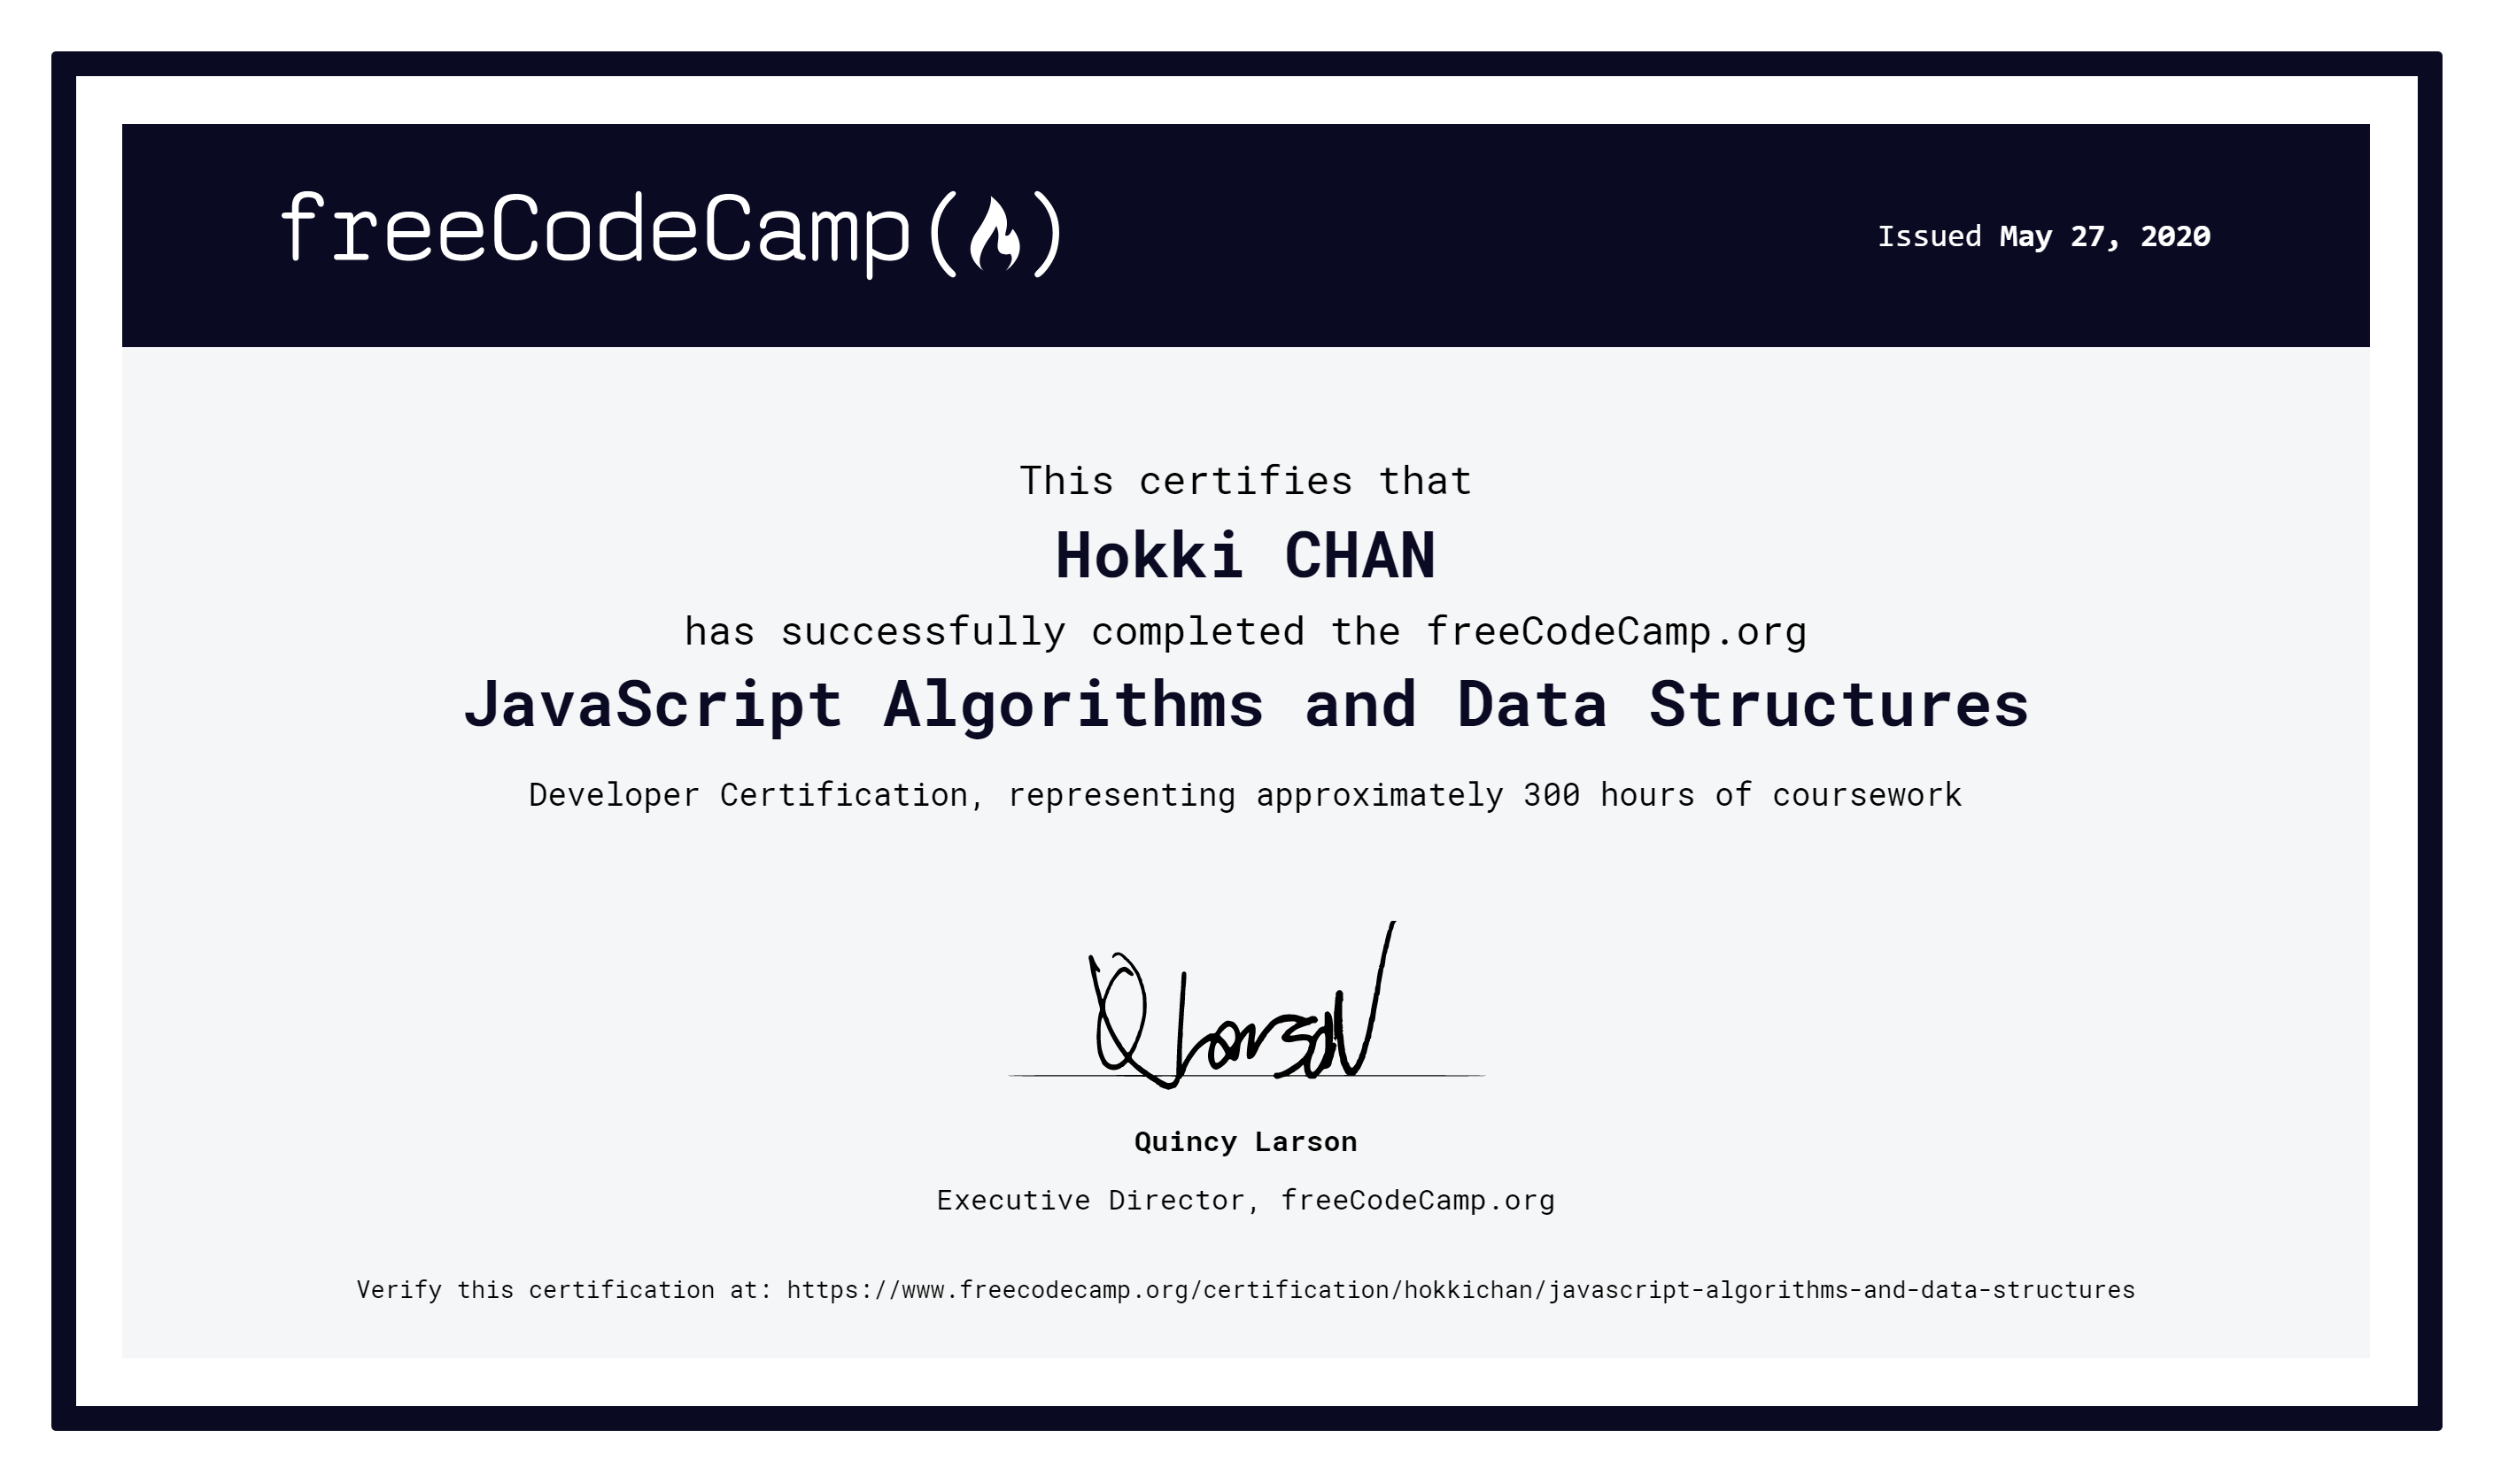 freeCodeCamp()
Issued May 27, 2020
This certifies that
Hokki CHAN
has successfully completed the freeCodeCamp.org
JavaScript Algorithms and Data Structures
Developer Certification, representing approximately 300 hours of coursework
Q Larson
Quincy Larson
Executive Director, freeCodeCamp.org
Verify this certification at: https://www.freecodecamp.org/certification/hokkichan/javascript-algorithms-and-data-structures